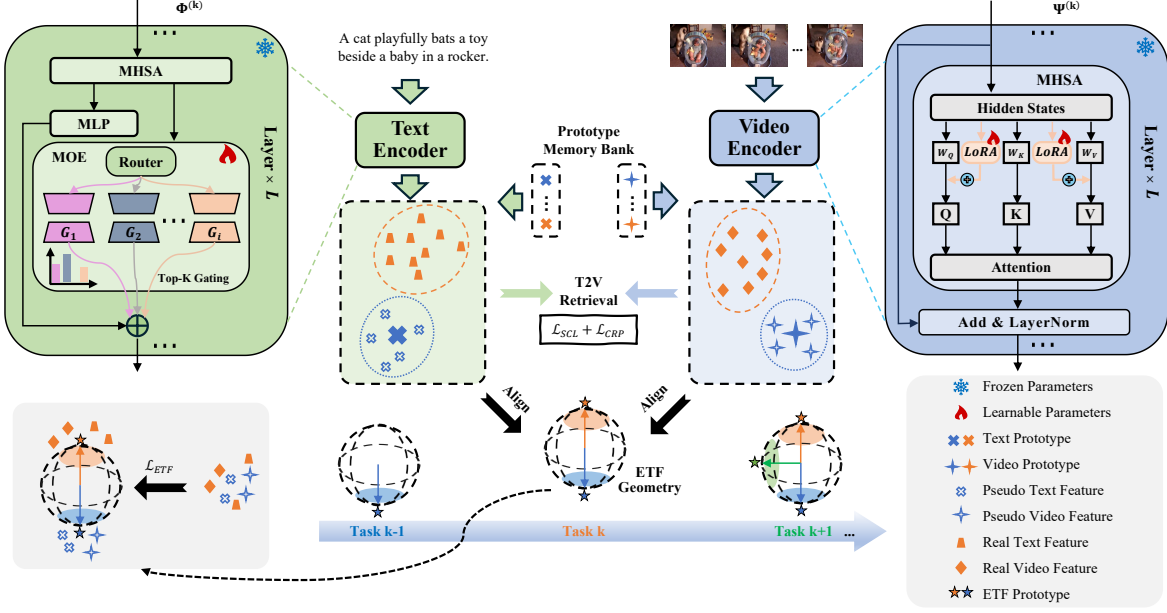 Φ(k)
...
MHSA
MLP
MOE
Router
G1
G2
...
Gi
Top-K Gating
...
Layer × L
A cat playfully bats a toy
beside a baby in a rocker.
...
Text
Encoder
Video
Encoder
Prototype
Memory Bank
T2V
Retrieval
ℒSCL + ℒCRP
Align
Align
ETF
Geometry
ℒETF
Task k-1
Task k
Task k+1
...
Ψ(k)
...
MHSA
Hidden States
WQ
LoRA
WK
LoRA
WV
Q
K
V
Attention
Add & LayerNorm
...
Layer × L
Frozen Parameters
Learnable Parameters
Text Prototype
Video Prototype
Pseudo Text Feature
Pseudo Video Feature
Real Text Feature
Real Video Feature
ETF Prototype